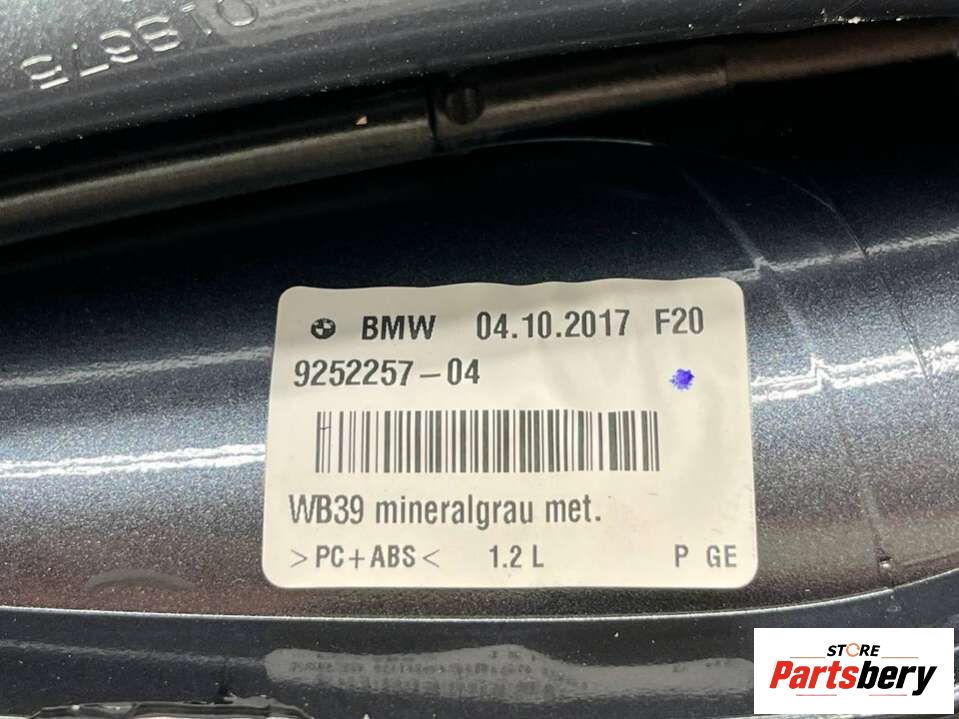 BMW 04.10.2017 F20
9252257-04
WB39 mineralgrau met.
>PC+ABS< 1.2 L P GE
STORE
Partsbery